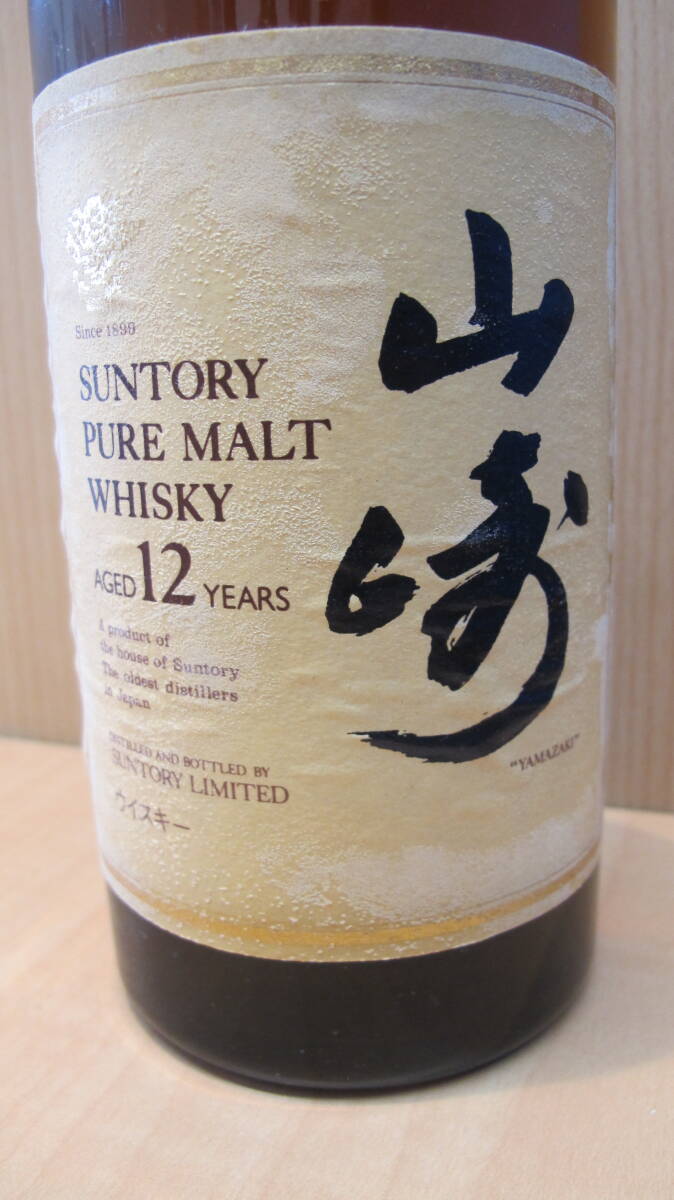 Since 1899
SUNTORY
PURE MALT
WHISKY
AGED 12 YEARS
A product of
the house of Suntory
The oldest distillers
in Japan
DISTILLED AND BOTTLED BY
SUNTORY LIMITED
ウイスキー
山崎
"YAMAZAKI"